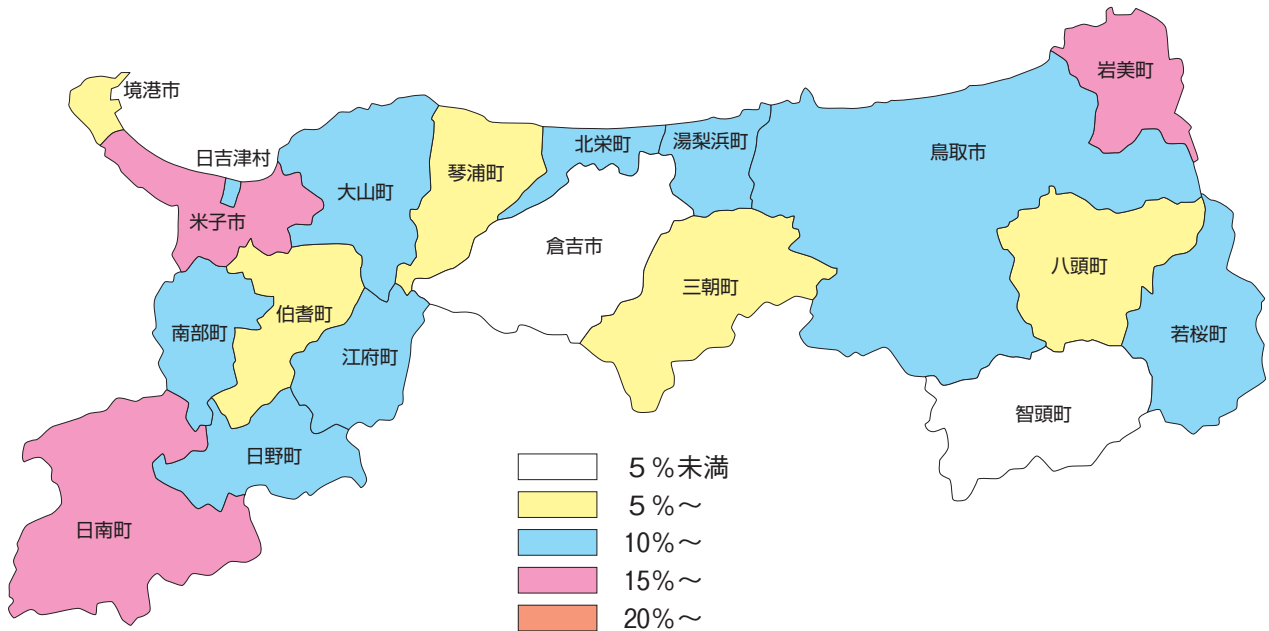 境港市
岩美町
日吉津村
北栄町
湯梨浜町
鳥取市
大山町
琴浦町
米子市
倉吉市
八頭町
三朝町
伯耆町
南部町
若桜町
江府町
智頭町
日野町
日南町
5%未満
5%~
10%~
15%~
20%~